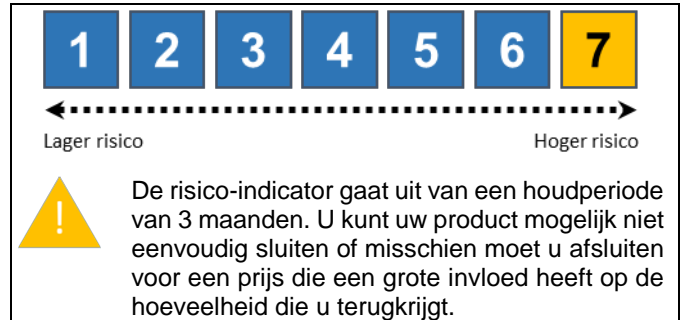 1 2 3 4 5 6 7
Lager risico Hoger risico
! De risico-indicator gaat uit van een houdperiode
van 3 maanden. U kunt uw product mogelijk niet
eenvoudig sluiten of misschien moet u afsluiten
voor een prijs die een grote invloed heeft op de
hoeveelheid die u terugkrijgt.